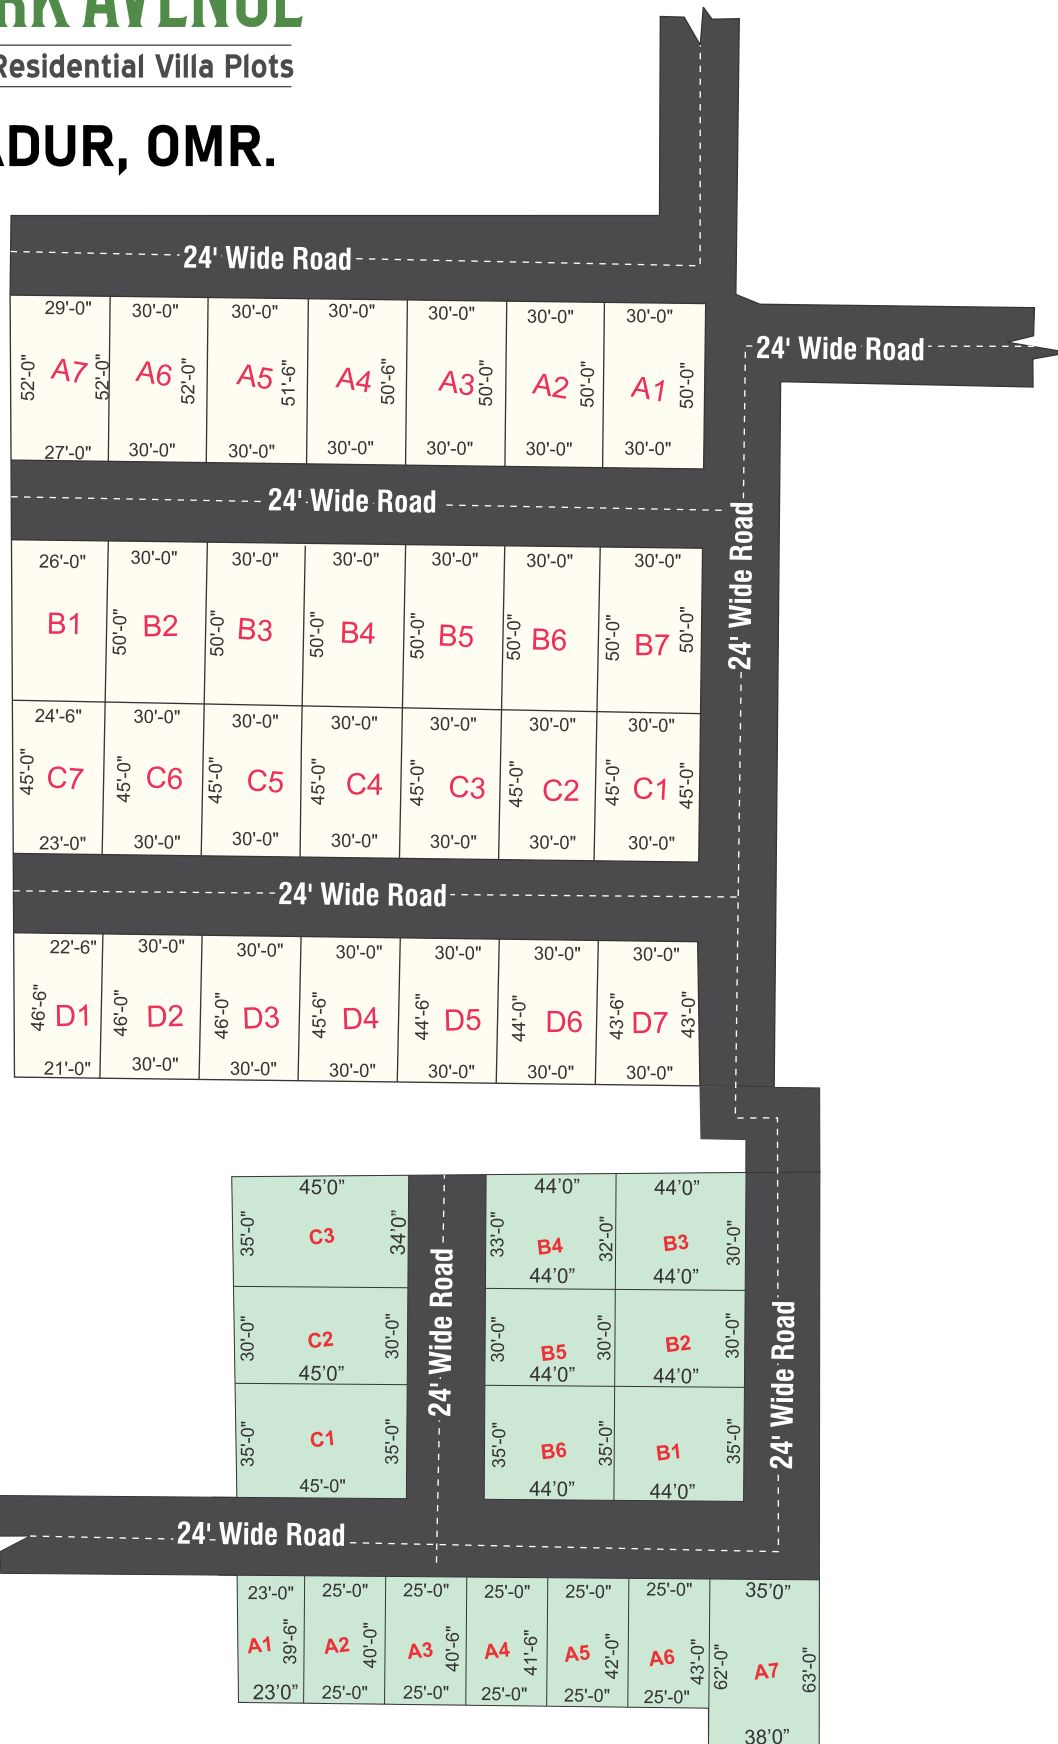 RK AVENUE
Residential Villa Plots
ADUR, OMR.
24' Wide Road
29'-0" 30'-0" 30'-0" 30'-0" 30'-0" 30'-0" 30'-0"
24' Wide Road
52'-0" A7 52'-0" A6 52'-0" A5 51'-6" A4 50'-6" A3 50'-0" A2 50'-0" A1 50'-0"
27'-0" 30'-0" 30'-0" 30'-0" 30'-0" 30'-0" 30'-0"
24' Wide Road
24' Wide Road
26'-0" 30'-0" 30'-0" 30'-0" 30'-0" 30'-0" 30'-0"
B1 50'-0" B2 50'-0" B3 50'-0" B4 50'-0" B5 50'-0" B6 50'-0" B7 50'-0"
24'-6" 30'-0" 30'-0" 30'-0" 30'-0" 30'-0" 30'-0"
45'-0" C7 45'-0" C6 45'-0" C5 45'-0" C4 45'-0" C3 45'-0" C2 45'-0" C1 45'-0"
23'-0" 30'-0" 30'-0" 30'-0" 30'-0" 30'-0" 30'-0"
24' Wide Road
22'-6" 30'-0" 30'-0" 30'-0" 30'-0" 30'-0" 30'-0"
46'-6" D1 46'-0" D2 46'-0" D3 45'-6" D4 44'-6" D5 44'-0" D6 43'-6" D7 43'-0"
21'-0" 30'-0" 30'-0" 30'-0" 30'-0" 30'-0" 30'-0"
45'0” 44'0” 44'0”
35'-0" C3 34'0” 33'-0" B4 32'-0" B3 30'-0"
44'0” 44'0”
24' Wide Road
24' Wide Road
30'-0" C2 30'-0" 30'-0" B5 30'-0" B2 30'-0"
45'0” 44'0” 44'0”
35'-0" C1 35'-0" 35'-0" B6 35'-0" B1 35'-0"
45'-0" 44'0” 44'0”
24' Wide Road
23'-0" 25'-0" 25'-0" 25'-0" 25'-0" 25'-0" 35'0”
A1 39'-6" A2 40'-0" A3 40'-6" A4 41'-6" A5 42'-0" A6 43'-0" 62'-0" A7 63'-0"
23'0” 25'-0" 25'-0" 25'-0" 25'-0" 25'-0"
38'0”